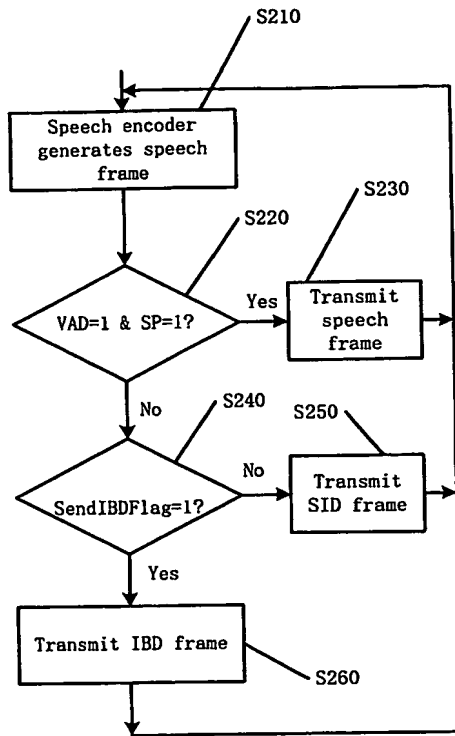 S210
Speech encoder
generates speech
frame
S220
S230
VAD=1 & SP=1?
Yes
Transmit
speech
frame
No
S240
S250
SendIBDFlag=1?
No
Transmit
SID frame
Yes
Transmit IBD frame
S260